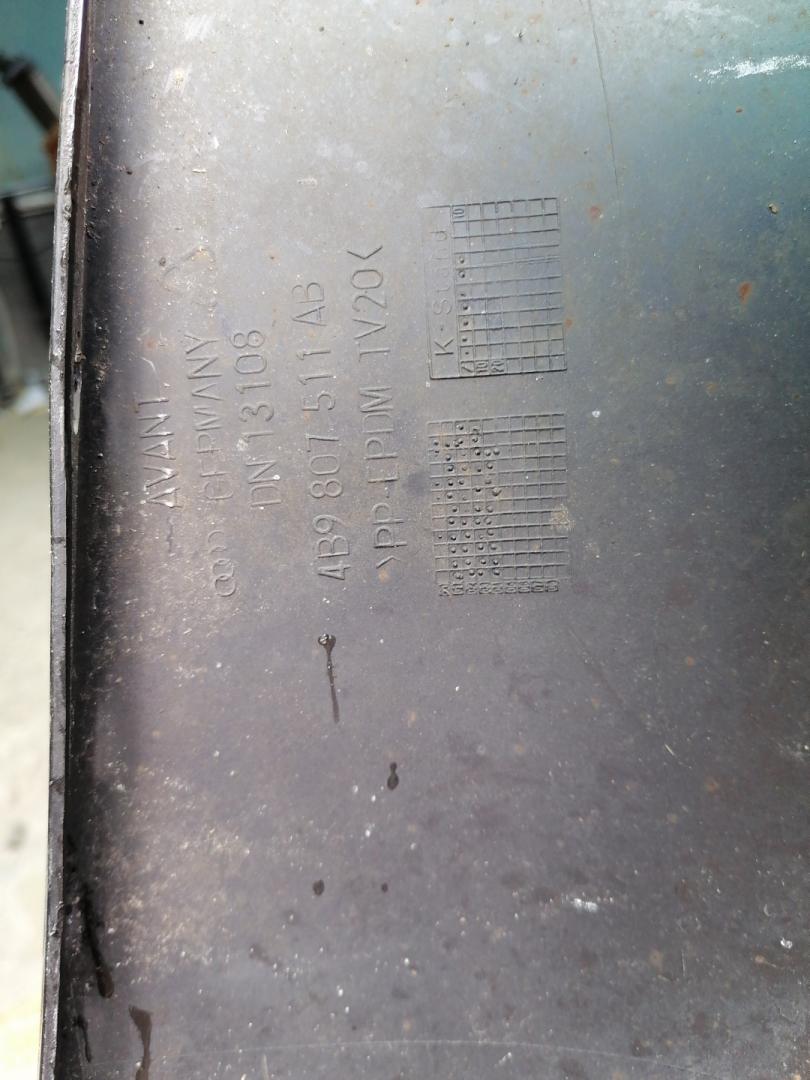 AVANT
GERMANY
DN 13108
4B9 807 511 AB
>PP-EPDM TV20<
K-Stand